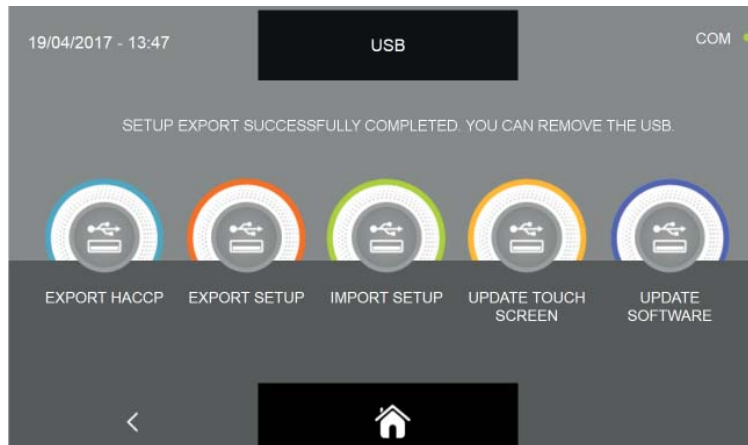 19/04/2017 - 13:47
USB
COM
SETUP EXPORT SUCCESSFULLY COMPLETED. YOU CAN REMOVE THE USB.
EXPORT HACCP
EXPORT SETUP
IMPORT SETUP
UPDATE TOUCH
SCREEN
UPDATE
SOFTWARE